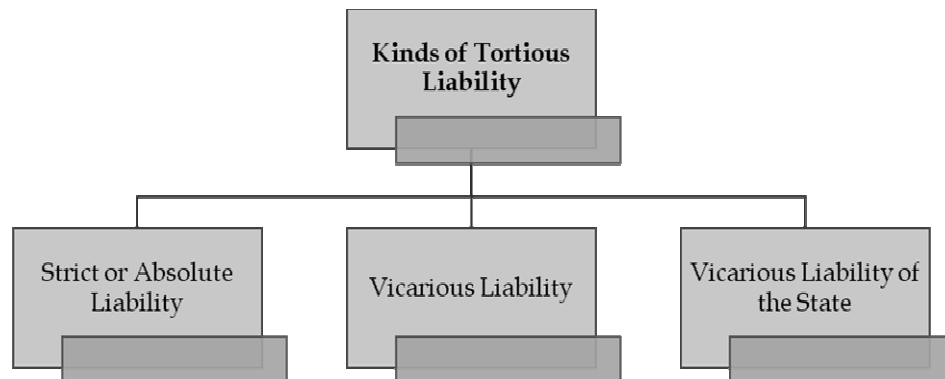 Kinds of Tortious
Liability
Strict or Absolute
Liability
Vicarious Liability
Vicarious Liability of
the State